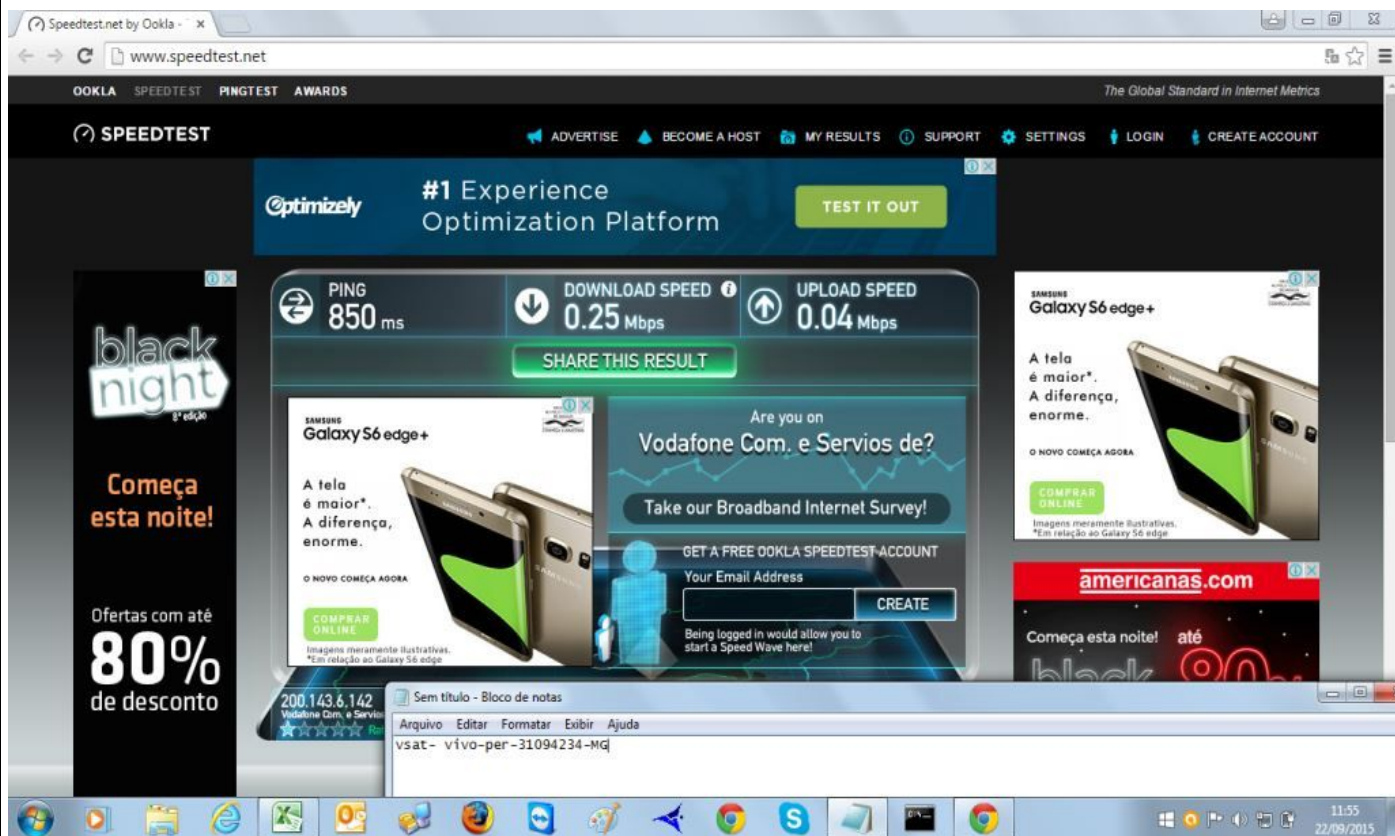 Speedtest.net by Ookla -
www.speedtest.net
OOKLA SPEEDTEST PINGTEST AWARDS
The Global Standard in Internet Metrics
SPEEDTEST
ADVERTISE BECOME A HOST MY RESULTS SUPPORT SETTINGS LOGIN CREATE ACCOUNT
Optimizely
#1 Experience
Optimization Platform
TEST IT OUT
black
night
8ª edição
Começa
esta noite!
Ofertas com até
80%
de desconto
PING
850 ms
DOWNLOAD SPEED
0.25 Mbps
UPLOAD SPEED
0.04 Mbps
SHARE THIS RESULT
SAMSUNG
Galaxy S6 edge+
A tela
é maior*.
A diferença,
enorme.
O NOVO COMEÇA AGORA
COMPRAR
ONLINE
Imagens meramente ilustrativas.
*Em relação ao Galaxy S6 edge
Are you on
Vodafone Com. e Servios de?
Take our Broadband Internet Survey!
GET A FREE OOKLA SPEEDTEST ACCOUNT
Your Email Address
CREATE
Being logged in would allow you to
start a Speed Wave here!
200.143.6.142
Vodafone Com. e Servios
SAMSUNG
Galaxy S6 edge+
A tela
é maior*.
A diferença,
enorme.
O NOVO COMEÇA AGORA
COMPRAR
ONLINE
Imagens meramente ilustrativas.
*Em relação ao Galaxy S6 edge
americanas.com
Começa esta noite! até
black
Sem título - Bloco de notas
Arquivo Editar Formatar Exibir Ajuda
vsat- vivo-per-31094234-MG
11:55
22/09/2015